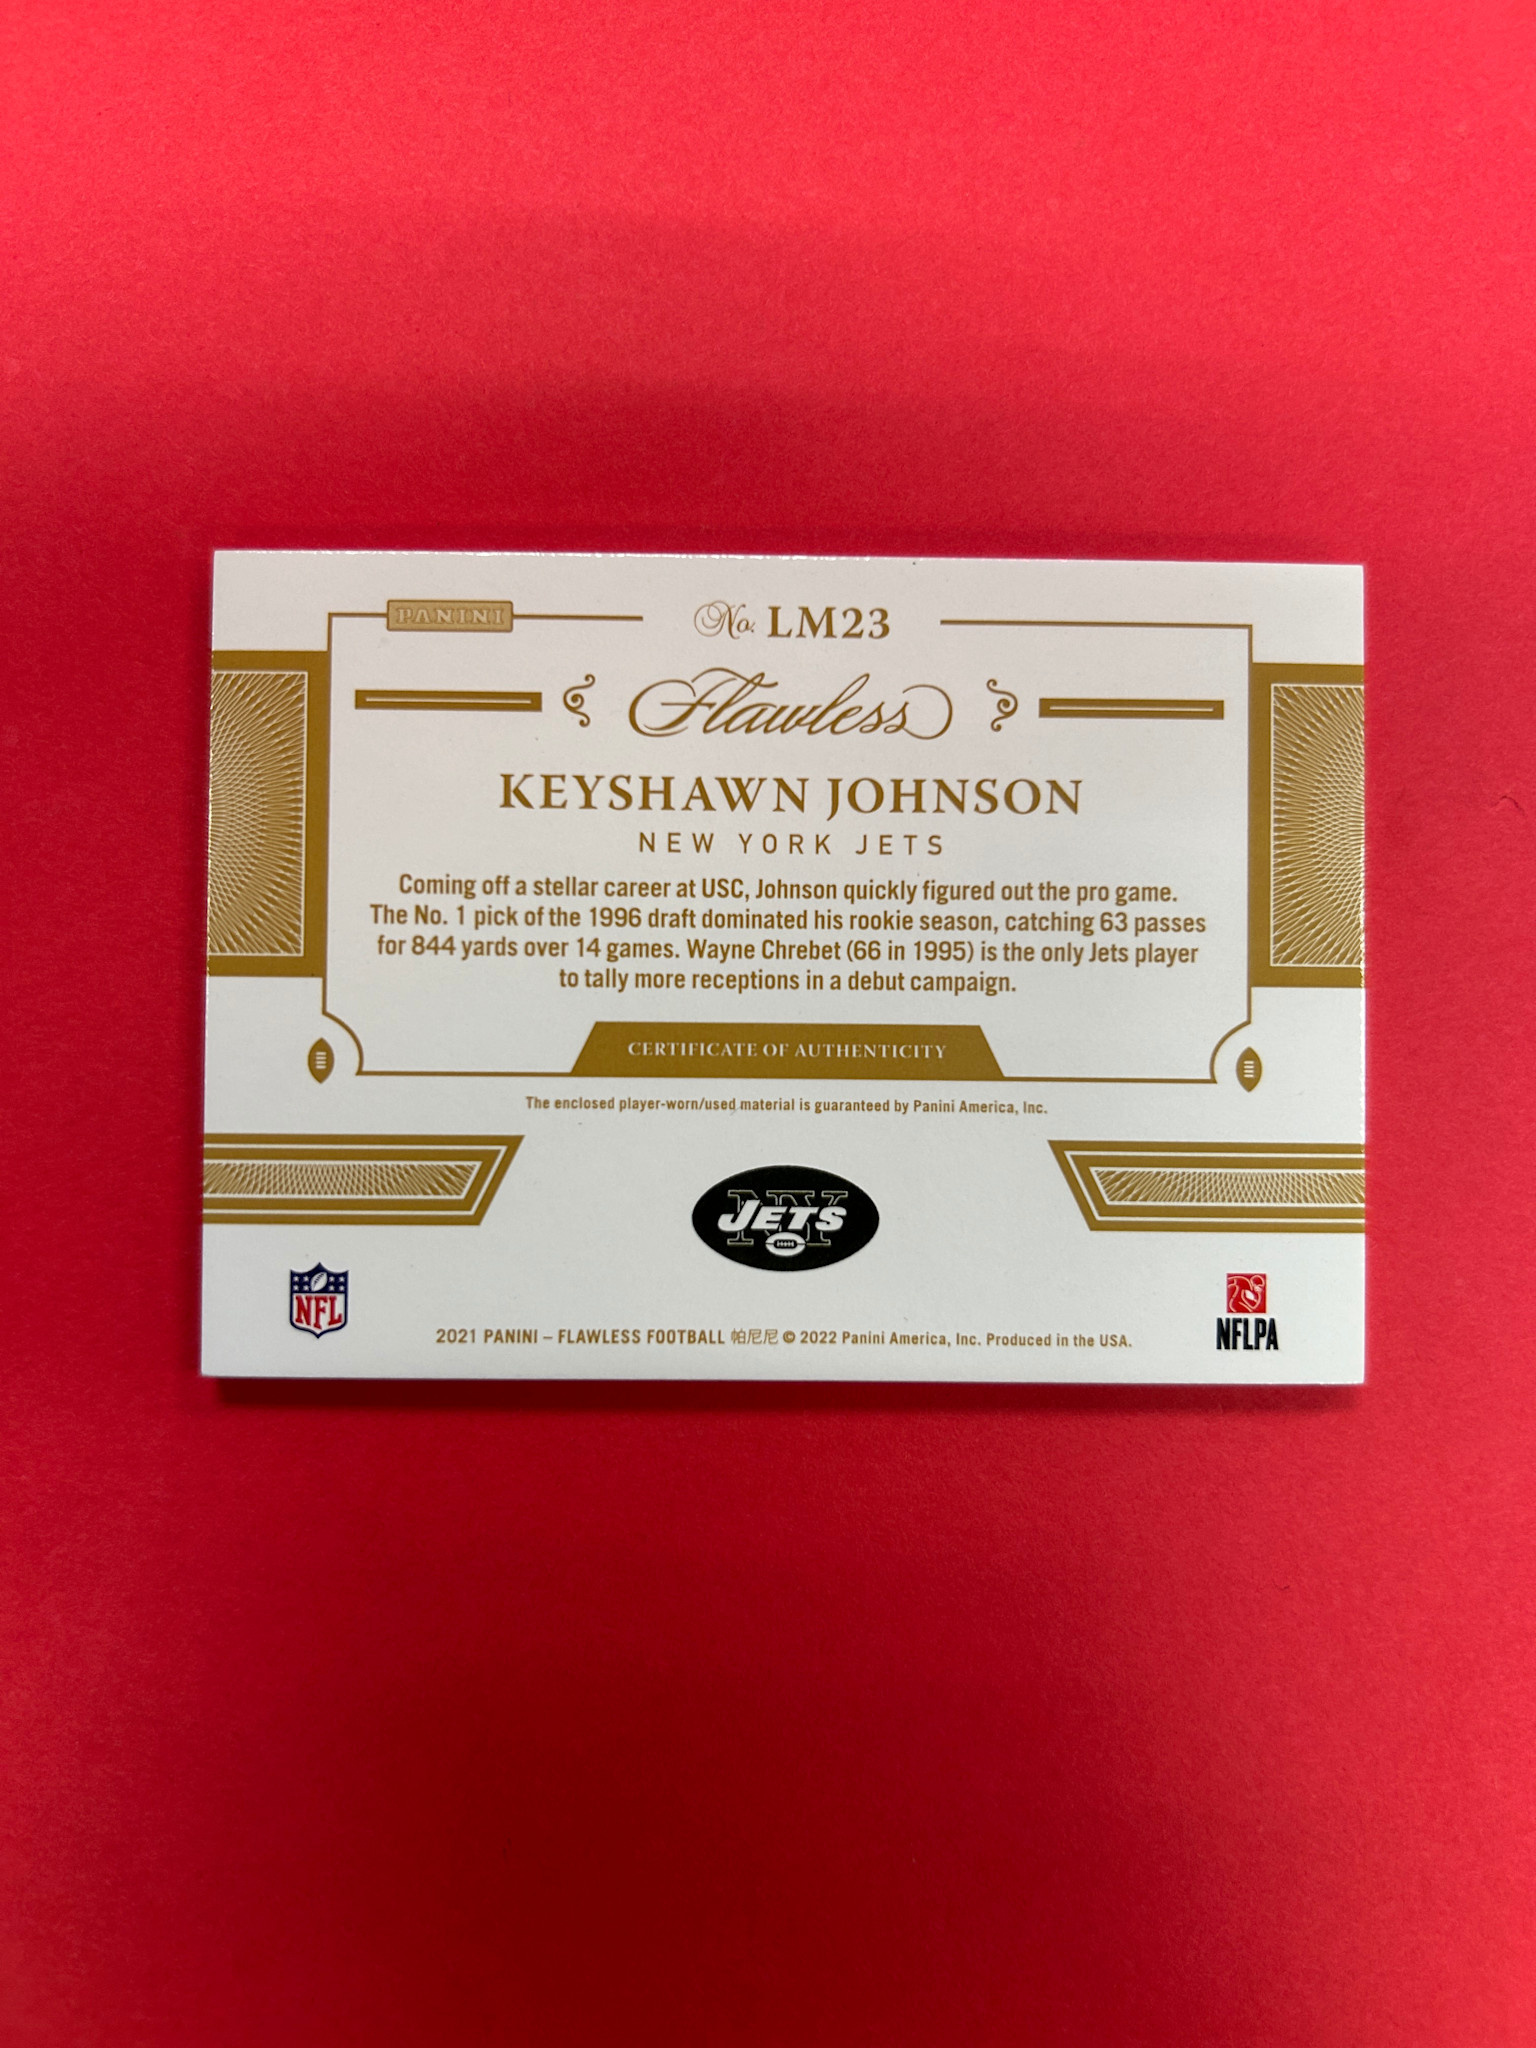 PANINI
No. LM23
Flawless
KEYSHAWN JOHNSON
NEW YORK JETS
Coming off a stellar career at USC, Johnson quickly figured out the pro game.
The No. 1 pick of the 1996 draft dominated his rookie season, catching 63 passes
for 844 yards over 14 games. Wayne Chrebet (66 in 1995) is the only Jets player
to tally more receptions in a debut campaign.
CERTIFICATE OF AUTHENTICITY
The enclosed player-worn/used material is guaranteed by Panini America, Inc.
NY
JETS
NFL
NFLPA
2021 PANINI – FLAWLESS FOOTBALL 帕尼尼 © 2022 Panini America, Inc. Produced in the USA.